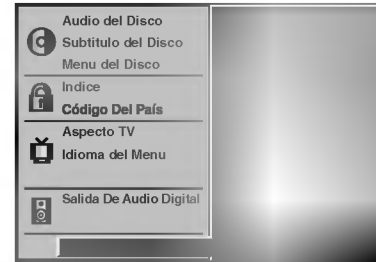 Audio del Disco
Subtitulo del Disco
Menu del Disco
Indice
Código Del País
Aspecto TV
Idioma del Menu
Salida De Audio Digital